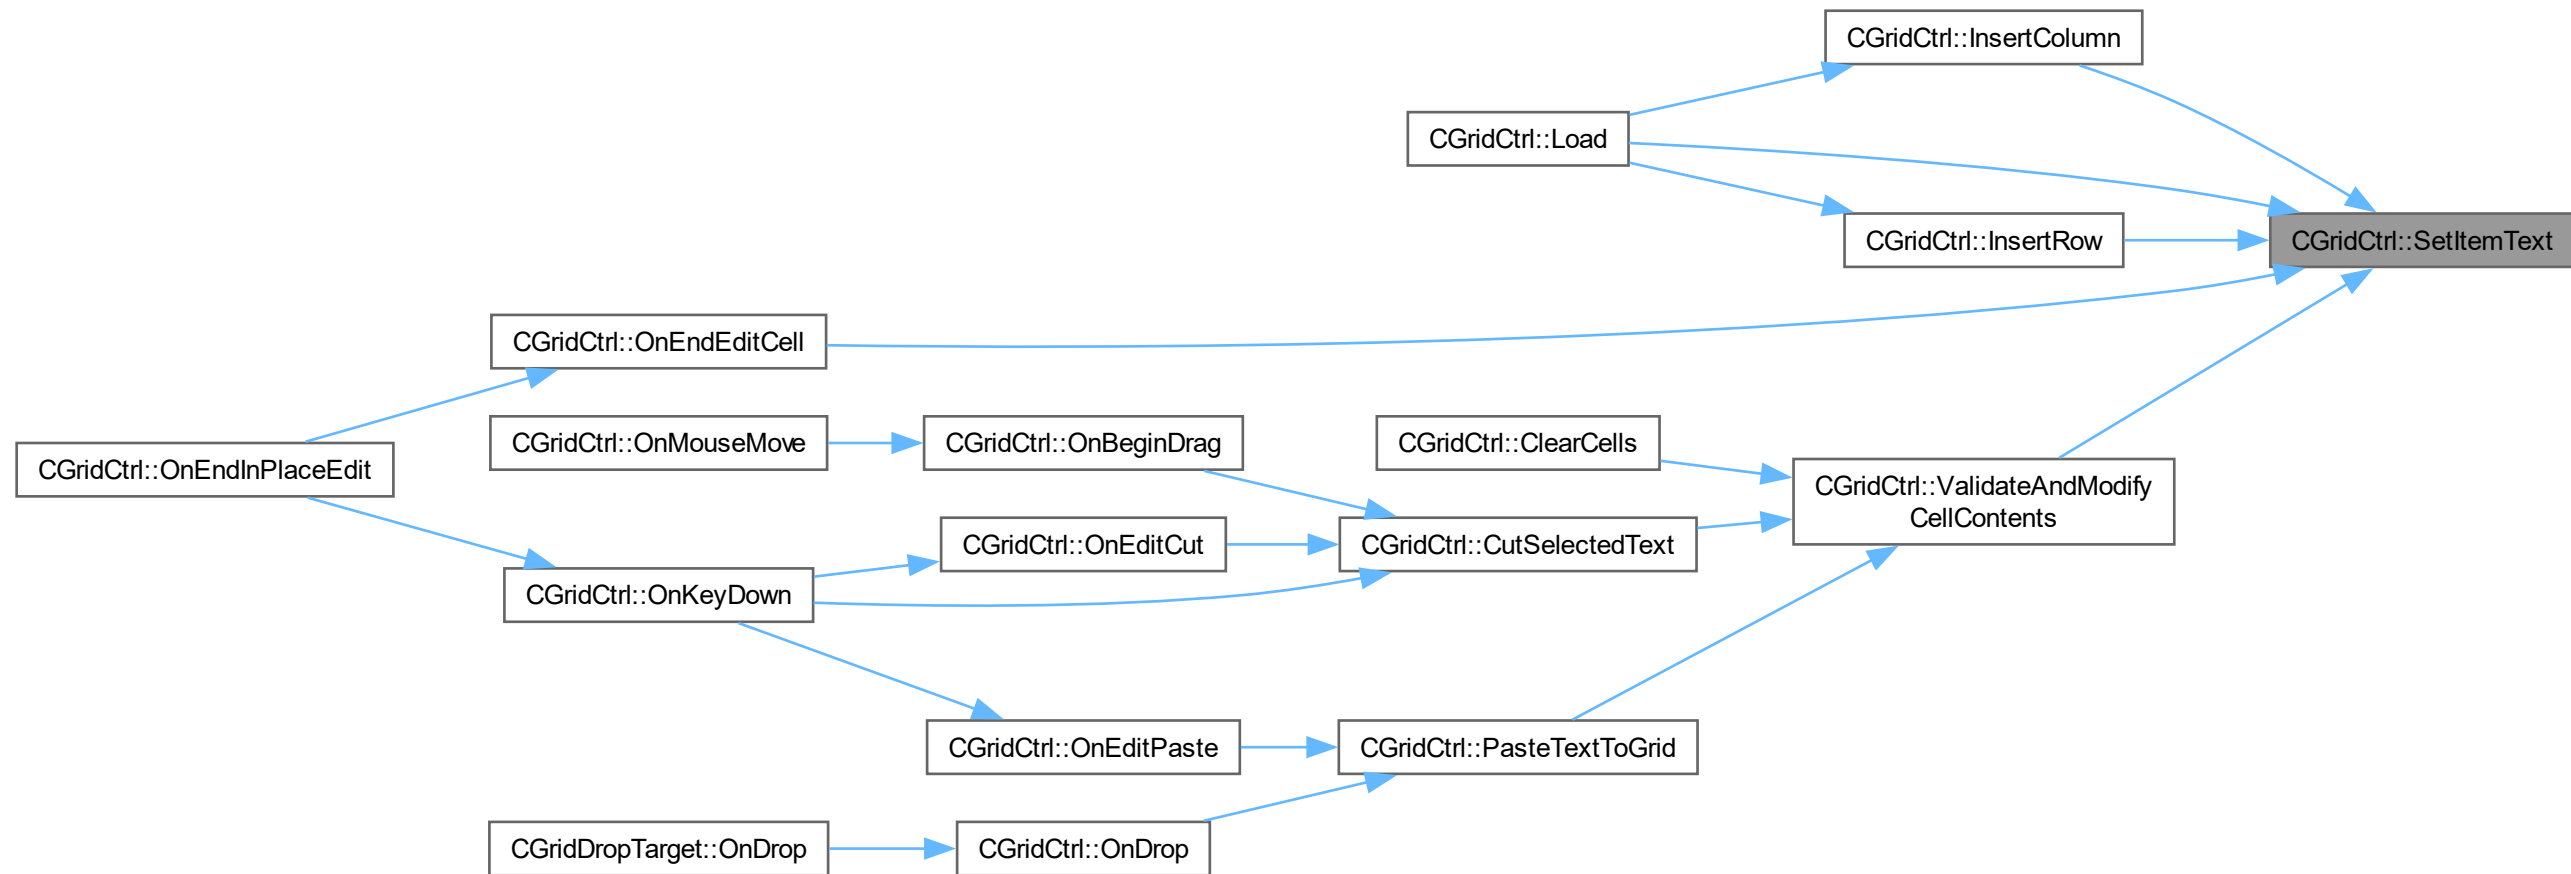 CGridCtrl::InsertColumn
CGridCtrl::Load
CGridCtrl::InsertRow
CGridCtrl::SetItemText
CGridCtrl::OnEndEditCell
CGridCtrl::OnMouseMove
CGridCtrl::OnBeginDrag
CGridCtrl::ClearCells
CGridCtrl::OnEndInPlaceEdit
CGridCtrl::ValidateAndModify
CellContents
CGridCtrl::OnEditCut
CGridCtrl::CutSelectedText
CGridCtrl::OnKeyDown
CGridCtrl::OnEditPaste
CGridCtrl::PasteTextToGrid
CGridDropTarget::OnDrop
CGridCtrl::OnDrop